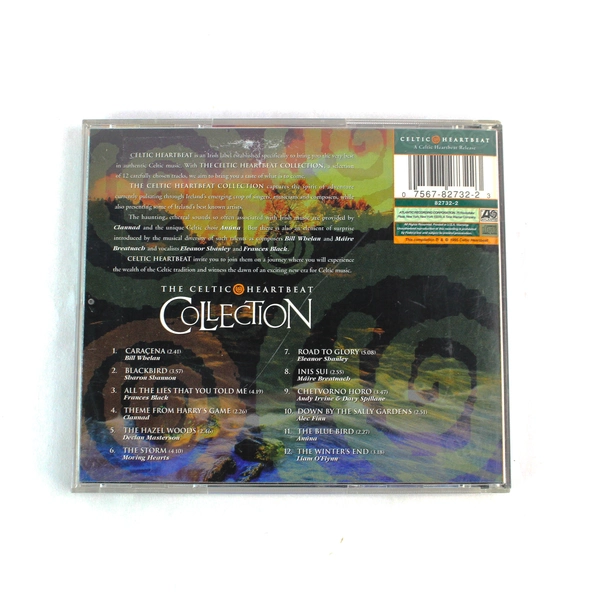 CELTIC HEARTBEAT is an Irish label established specifically to bring you the very best
in authentic Celtic music. With THE CELTIC HEARTBEAT COLLECTION, a selection
of 12 carefully chosen tracks, we aim to bring you a taste of what is to come.
THE CELTIC HEARTBEAT COLLECTION captures the spirit of adventure
currently pulsating through Ireland's emerging crop of singers, musicians and composers, while
also presenting some of Ireland's best known artists.
The haunting, ethereal sounds so often associated with Irish music are provided by
Clannad and the unique Celtic choir Anúna. But there is also an element of surprise
introduced by the musical diversity of such talents as composers Bill Whelan and Máire
Breatnach and vocalists Eleanor Shanley and Frances Black.
CELTIC HEARTBEAT invite you to join them on a journey where you will experience
the wealth of the Celtic tradition and witness the dawn of an exciting new era for Celtic music.
THE CELTIC HEARTBEAT
COLLECTION
1. CARAÇENA (2.41)
Bill Whelan
2. BLACKBIRD (3.57)
Sharon Shannon
3. ALL THE LIES THAT YOU TOLD ME (4.19)
Frances Black
4. THEME FROM HARRY'S GAME (2.26)
Clannad
5. THE HAZEL WOODS (2.46)
Declan Masterson
6. THE STORM (4.10)
Moving Hearts
7. ROAD TO GLORY (5.08)
Eleanor Shanley
8. INIS SUI (2.55)
Máire Breatnach
9. CHETVORNO HORO (3.47)
Andy Irvine & Davy Spillane
10. DOWN BY THE SALLY GARDENS (2.31)
Alec Finn
11. THE BLUE BIRD (2.27)
Anúna
12. THE WINTER'S END (3.18)
Liam O'Flynn
CELTIC HEARTBEAT
A Celtic Heartbeat Release
0 7567-82732-2 3
82732-2